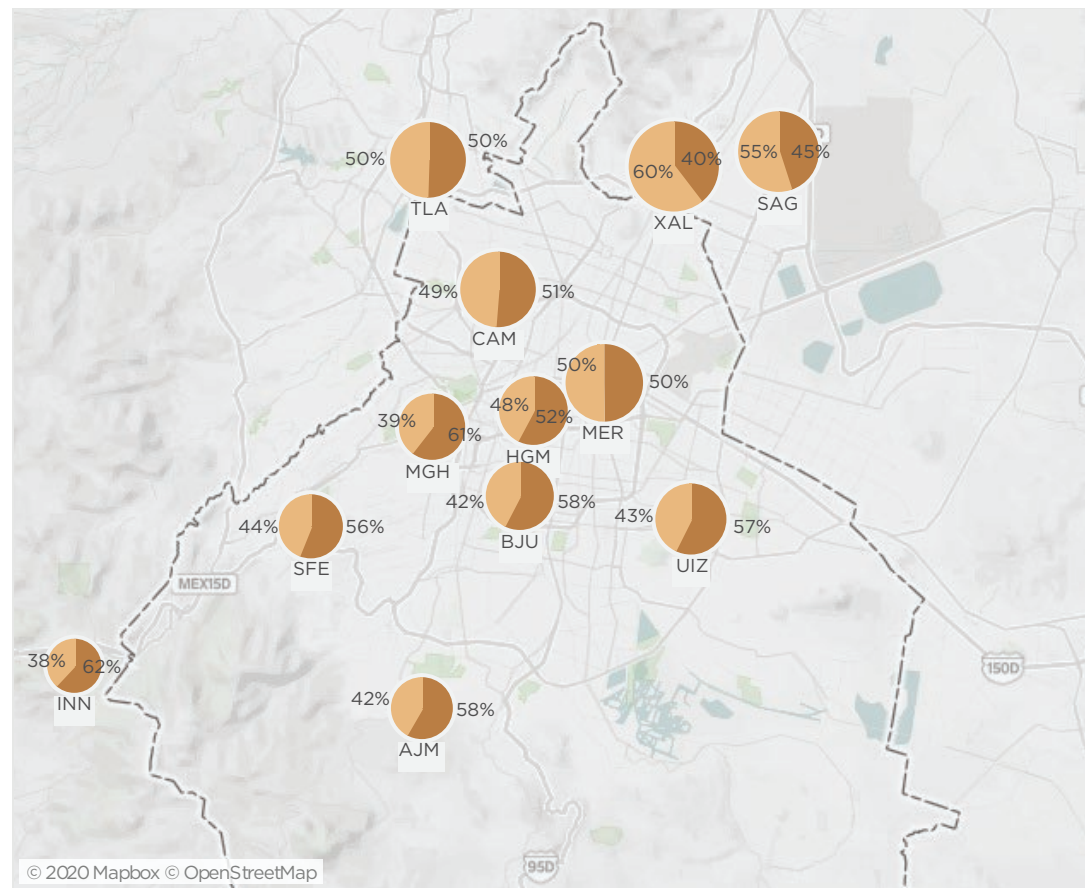 50%
50%
TLA
60%
40%
XAL
55%
45%
SAG
49%
51%
CAM
50%
50%
MER
48%
52%
HGM
39%
61%
MGH
42%
58%
BJU
43%
57%
UIZ
44%
56%
SFE
MEX15D
38%
62%
INN
42%
58%
AJM
150D
95D
© 2020 Mapbox © OpenStreetMap